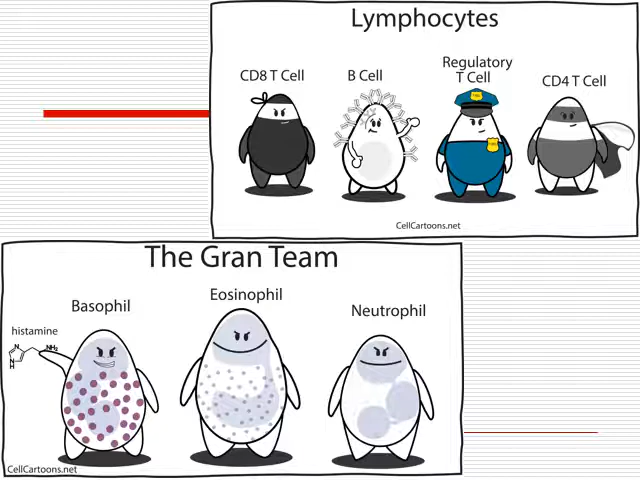 Lymphocytes
CD8 T Cell
B Cell
Regulatory
T Cell
CD4 T Cell
CellCartoons.net
The Gran Team
Basophil
Eosinophil
Neutrophil
histamine
NH₂
N
N
H
CellCartoons.net